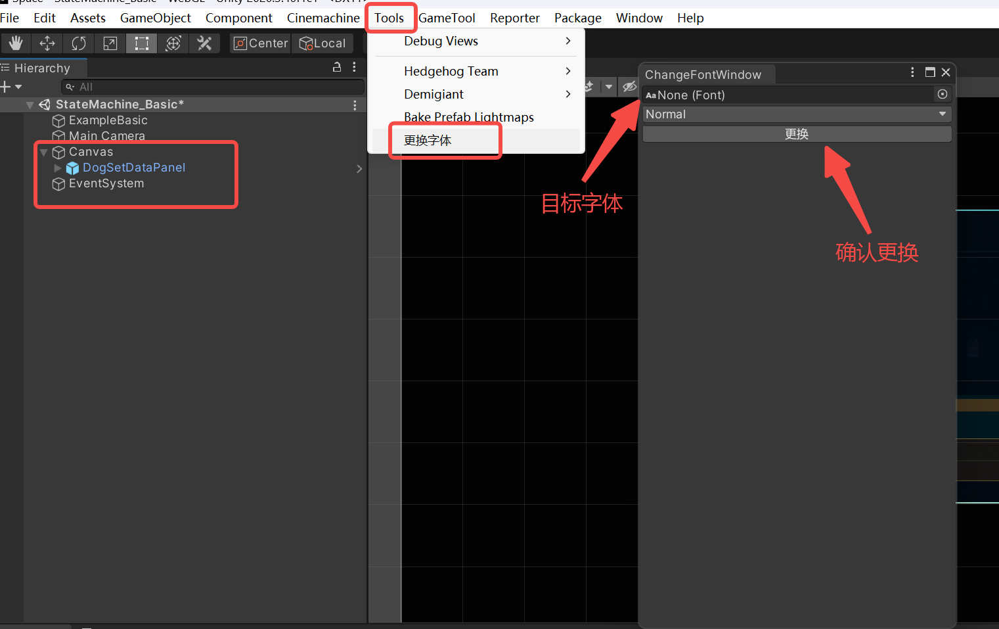 File Edit Assets GameObject Component Cinemachine Tools GameTool Reporter Package Window Help
Center Local
Hierarchy
All
StateMachine_Basic*
ExampleBasic
Main Camera
Canvas
DogSetDataPanel
EventSystem
Debug Views
Hedgehog Team
Demigiant
Bake Prefab Lightmaps
更换字体
ChangeFontWindow
Aa None (Font)
Normal
更换
目标字体
确认更换